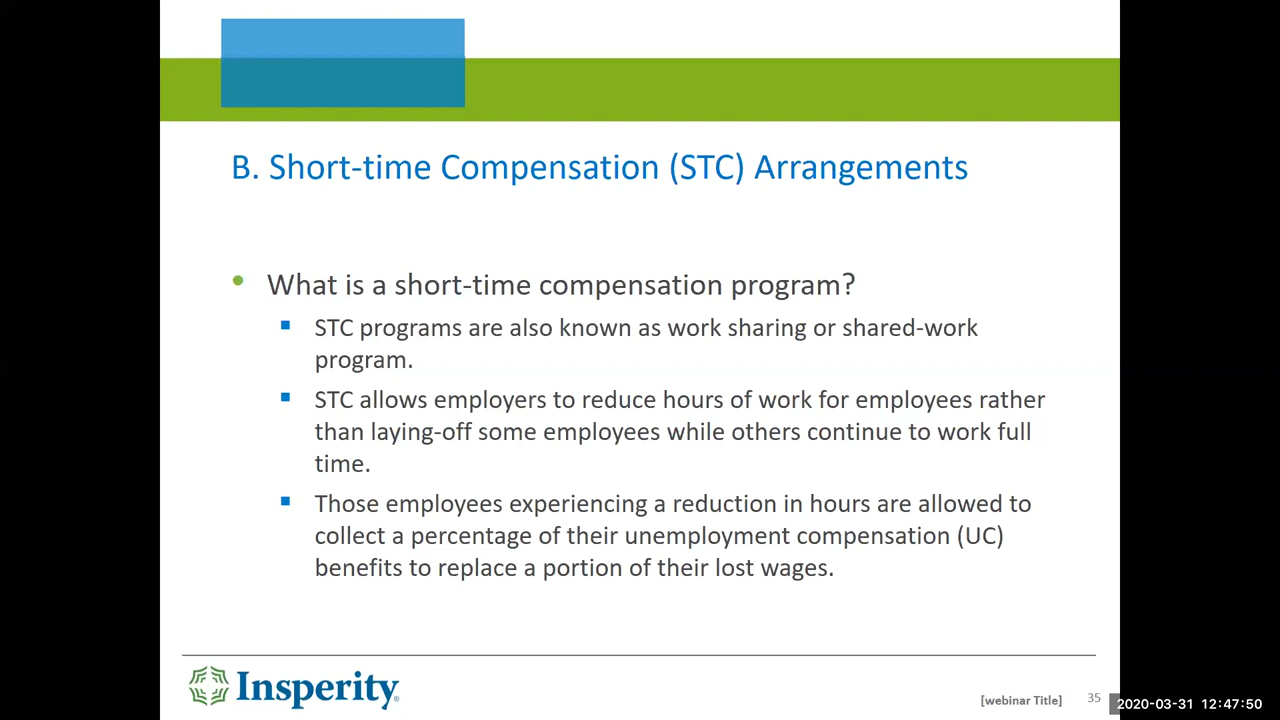 B. Short-time Compensation (STC) Arrangements
• What is a short-time compensation program?
▪ STC programs are also known as work sharing or shared-work
program.
▪ STC allows employers to reduce hours of work for employees rather
than laying-off some employees while others continue to work full
time.
▪ Those employees experiencing a reduction in hours are allowed to
collect a percentage of their unemployment compensation (UC)
benefits to replace a portion of their lost wages.
Insperity®
[webinar Title] 35
2020-03-31 12:47:50